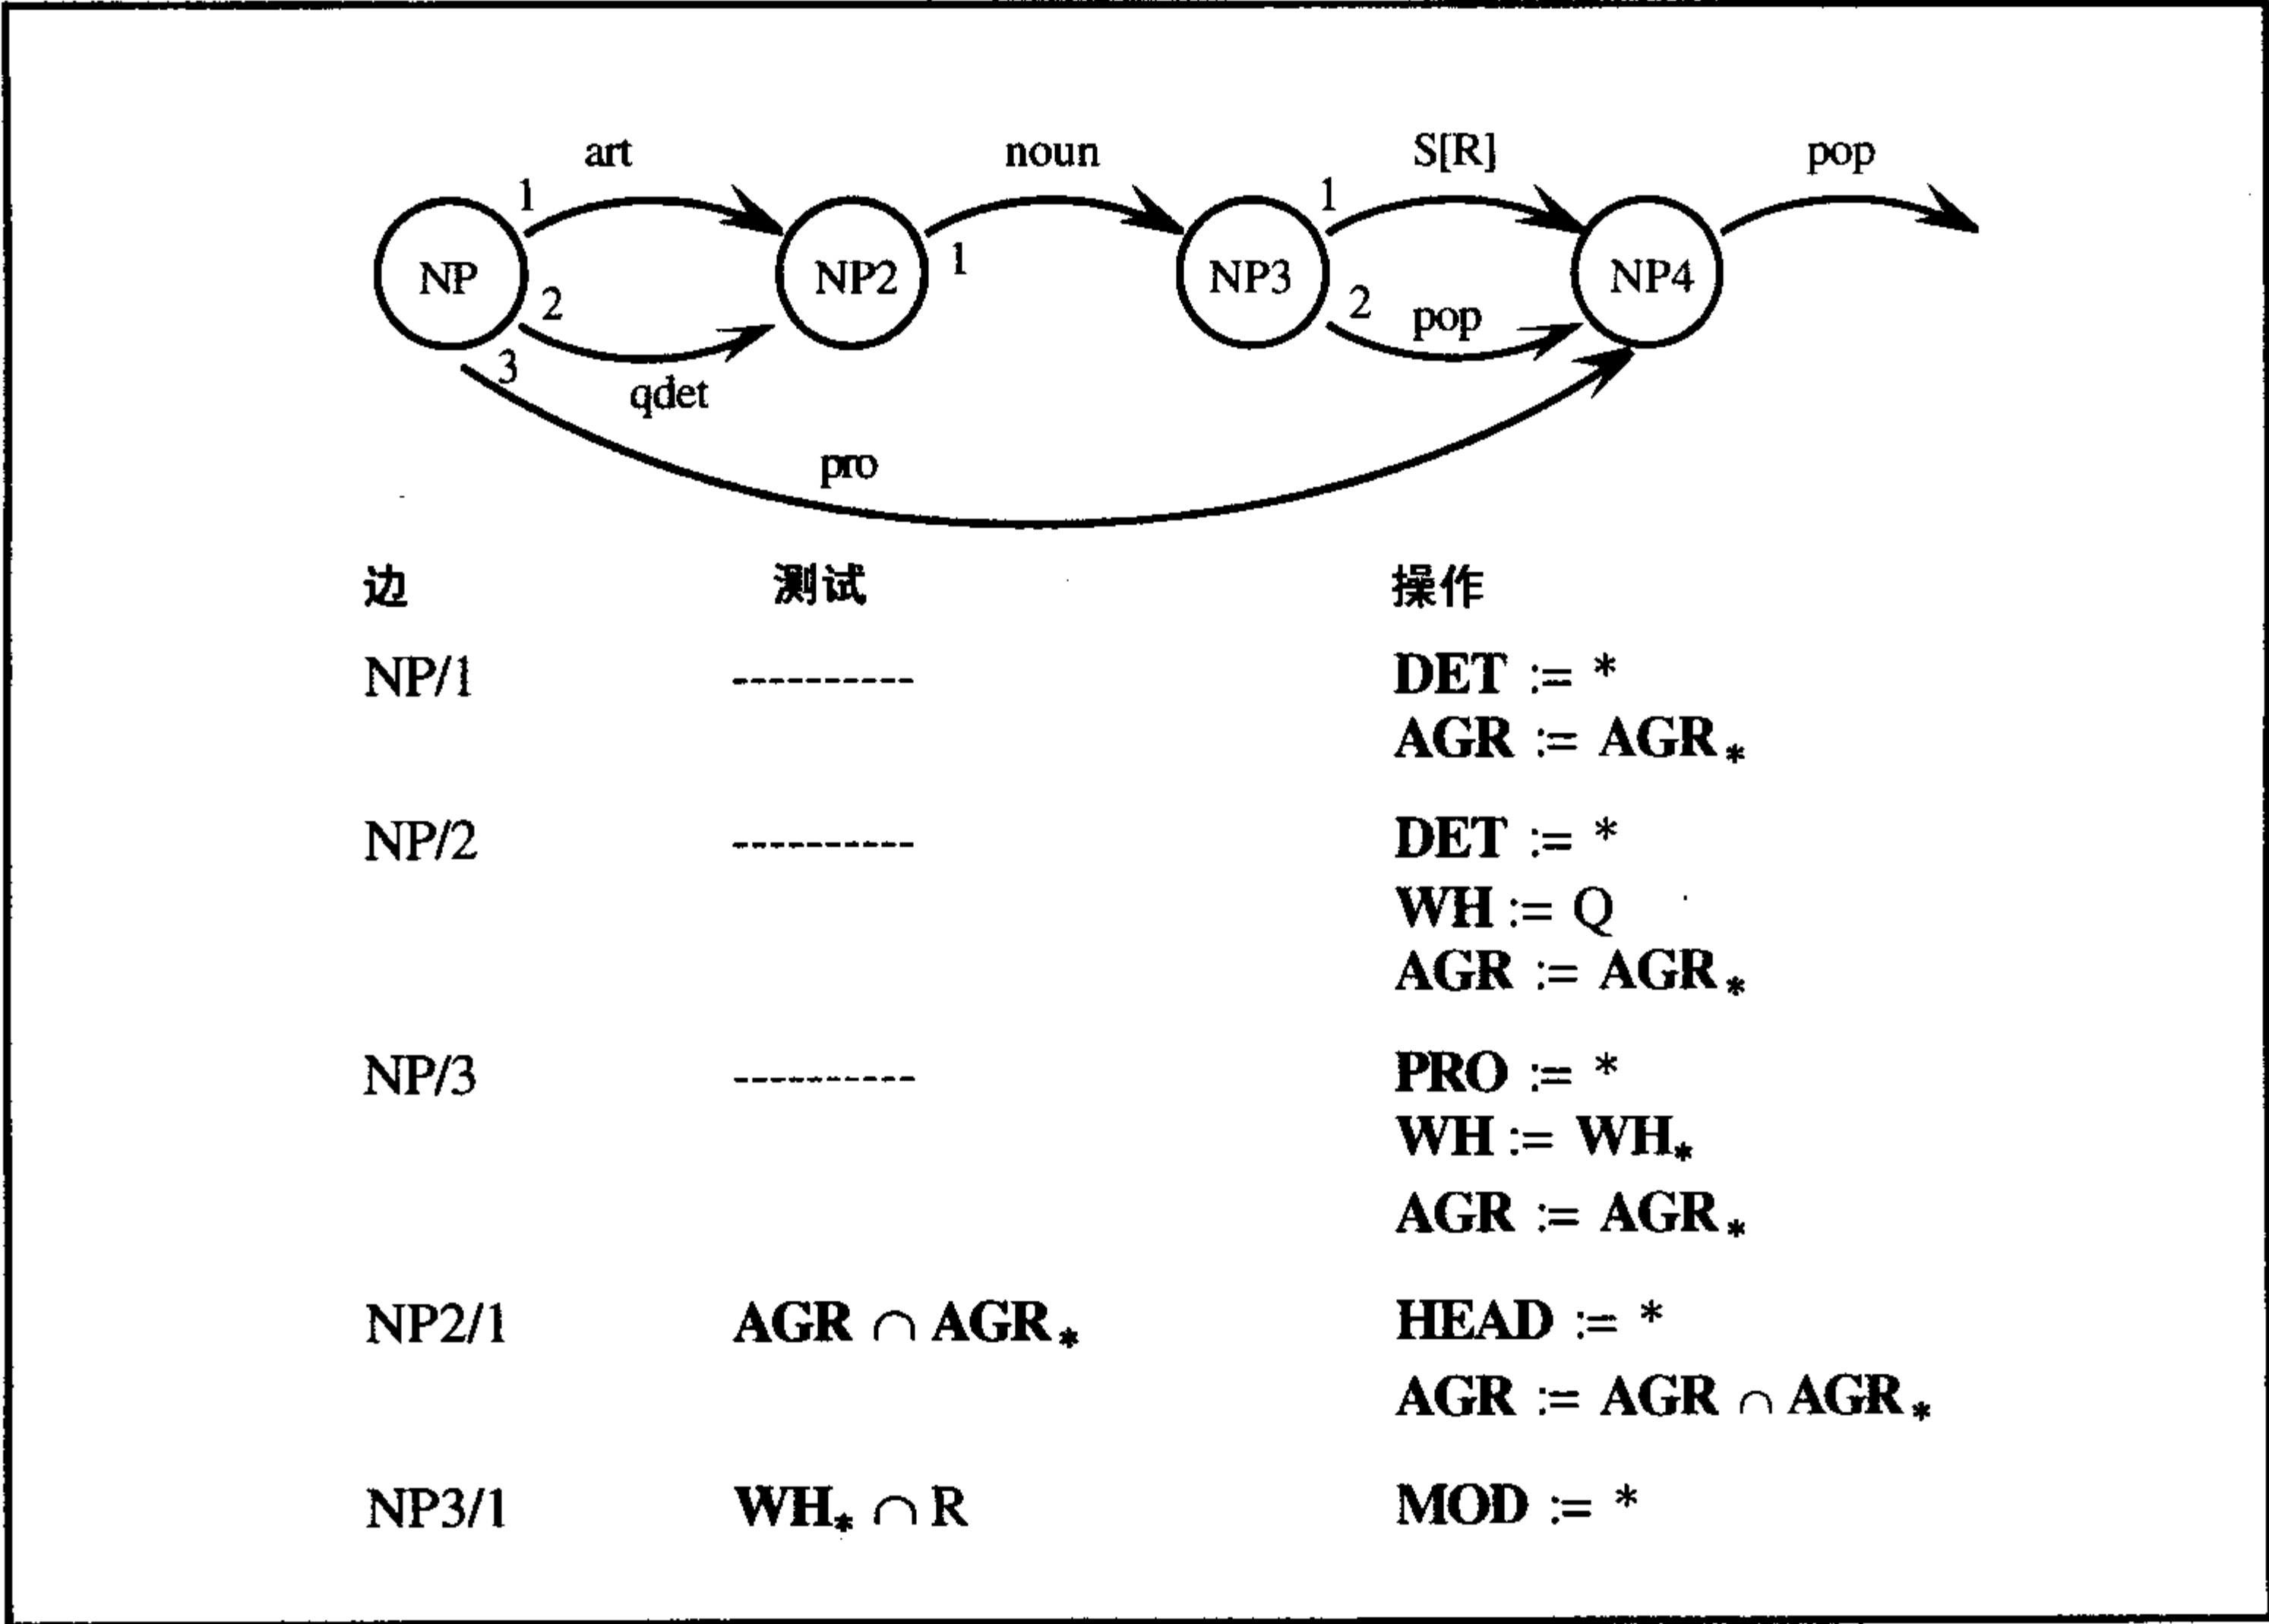 art noun S[R] pop
1 1
NP NP2 1 NP3 NP4
2 2 pop
3 qdet
pro
边 测试 操作
NP/1 ---------- DET := *
AGR := AGR*
NP/2 ---------- DET := *
WH := Q
AGR := AGR*
NP/3 ---------- PRO := *
WH := WH*
AGR := AGR*
NP2/1 AGR ∩ AGR* HEAD := *
AGR := AGR ∩ AGR*
NP3/1 WH* ∩ R MOD := *